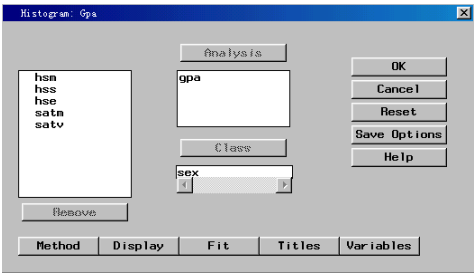 Histogram: Gpa
Analysis
hsm
hss
hse
satm
satv
gpa
Class
sex
Remove
OK
Cancel
Reset
Save Options
Help
Method
Display
Fit
Titles
Variables